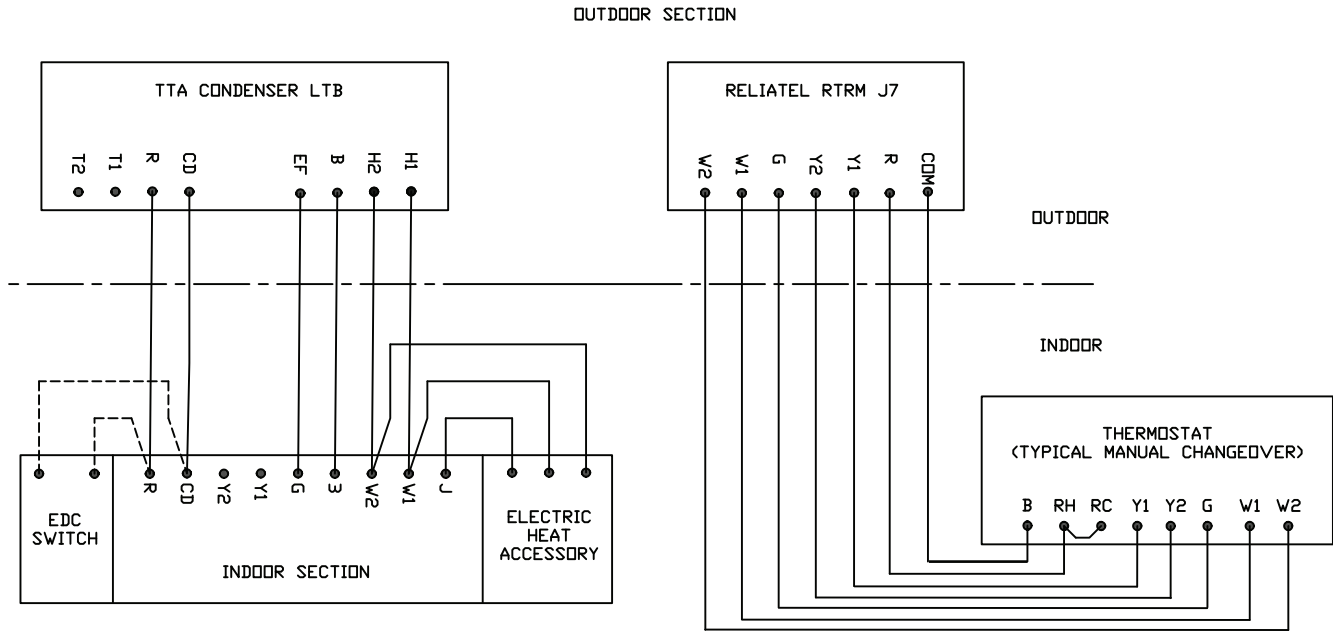 OUTDOOR SECTION
TTA CONDENSER LTB
T2 T1 R CD EF B H2 H1
RELIATEL RTRM J7
W2 W1 G Y2 Y1 R COM
OUTDOOR
INDOOR
THERMOSTAT
(TYPICAL MANUAL CHANGEOVER)
B RH RC Y1 Y2 G W1 W2
R CD Y2 Y1 G 3 W2 W1 J
EDC
SWITCH
INDOOR SECTION
ELECTRIC
HEAT
ACCESSORY